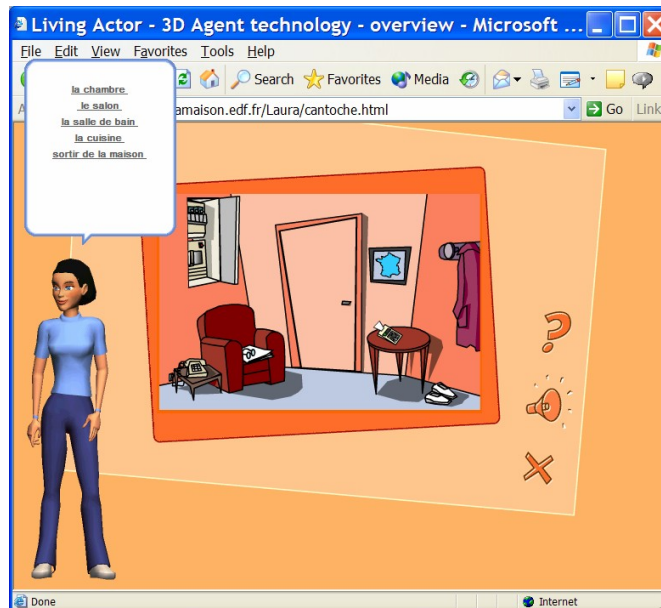 Living Actor - 3D Agent technology - overview - Microsoft ...
File Edit View Favorites Tools Help
Search Favorites Media
amaison.edf.fr/Laura/cantoche.html Go Link
la chambre
le salon
la salle de bain
la cuisine
sortir de la maison
Done Internet